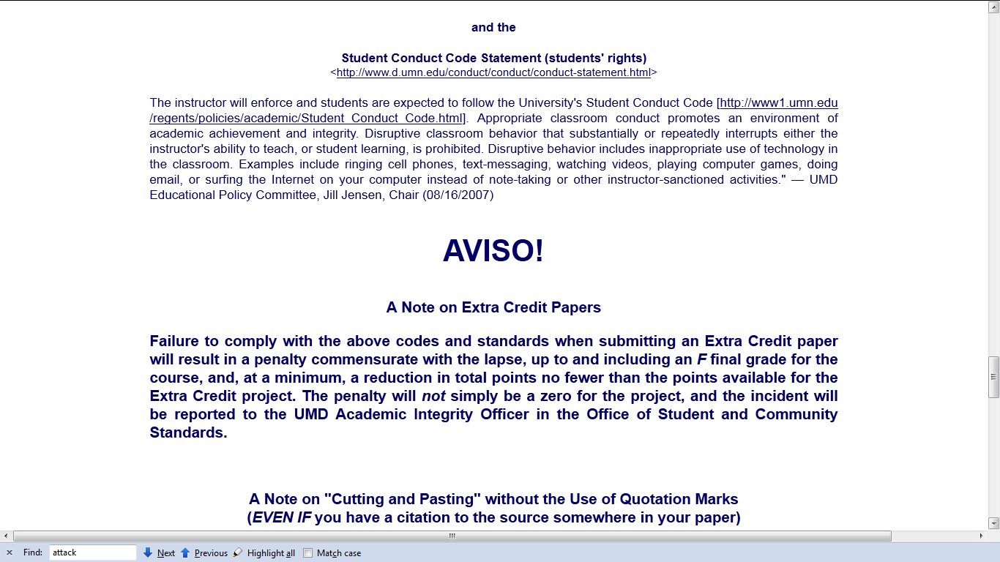 and the
Student Conduct Code Statement (students' rights)
<http://www.d.umn.edu/conduct/conduct/conduct-statement.html>
The instructor will enforce and students are expected to follow the University's Student Conduct Code [http://www1.umn.edu
/regents/policies/academic/Student_Conduct_Code.html]. Appropriate classroom conduct promotes an environment of
academic achievement and integrity. Disruptive classroom behavior that substantially or repeatedly interrupts either the
instructor's ability to teach, or student learning, is prohibited. Disruptive behavior includes inappropriate use of technology in
the classroom. Examples include ringing cell phones, text-messaging, watching videos, playing computer games, doing
email, or surfing the Internet on your computer instead of note-taking or other instructor-sanctioned activities." — UMD
Educational Policy Committee, Jill Jensen, Chair (08/16/2007)
AVISO!
A Note on Extra Credit Papers
Failure to comply with the above codes and standards when submitting an Extra Credit paper
will result in a penalty commensurate with the lapse, up to and including an F final grade for the
course, and, at a minimum, a reduction in total points no fewer than the points available for the
Extra Credit project. The penalty will not simply be a zero for the project, and the incident will
be reported to the UMD Academic Integrity Officer in the Office of Student and Community
Standards.
A Note on "Cutting and Pasting" without the Use of Quotation Marks
(EVEN IF you have a citation to the source somewhere in your paper)
Find: attack Next Previous Highlight all Match case